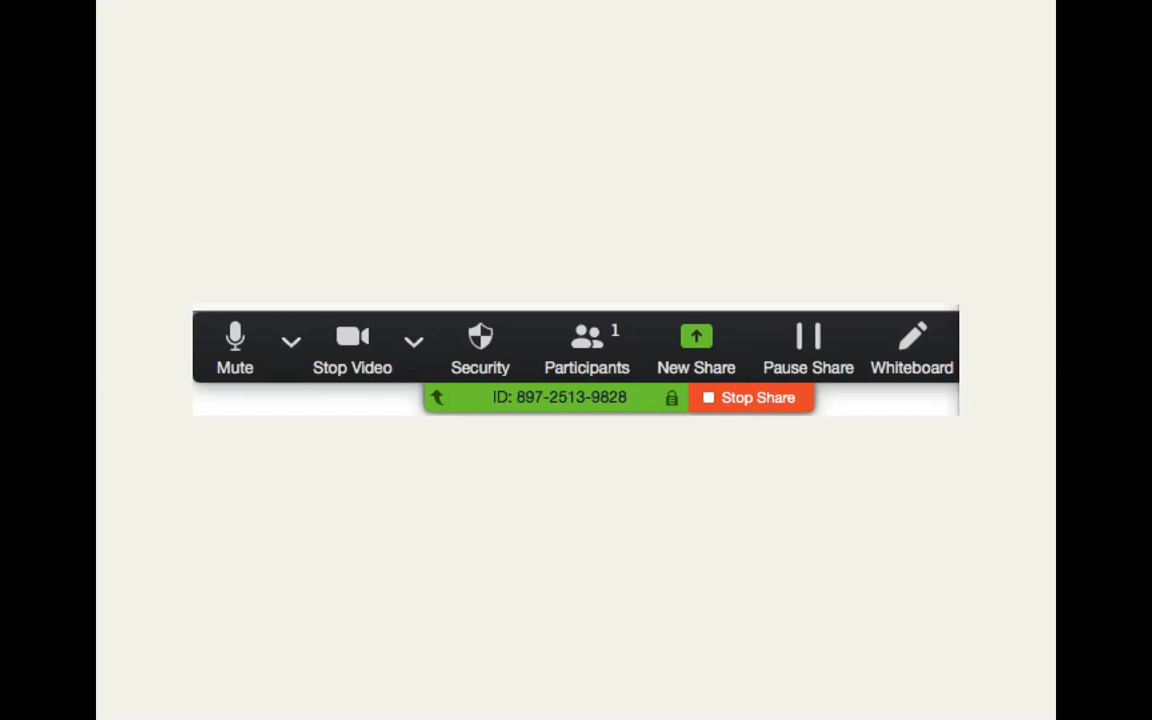 1
Mute Stop Video Security Participants New Share Pause Share Whiteboard
ID: 897-2513-9828 Stop Share